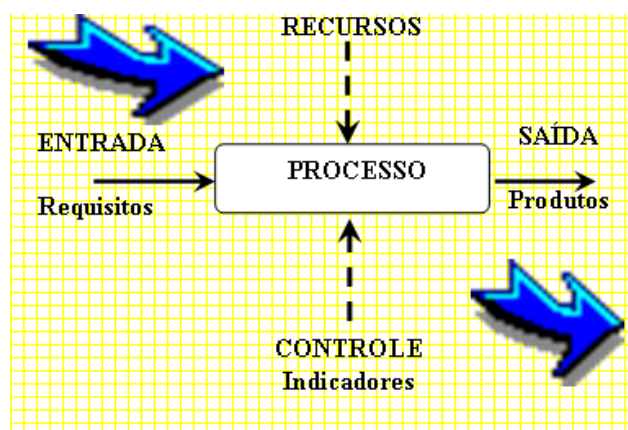 RECURSOS
ENTRADA
SAÍDA
PROCESSO
Requisitos
Produtos
CONTROLE
Indicadores